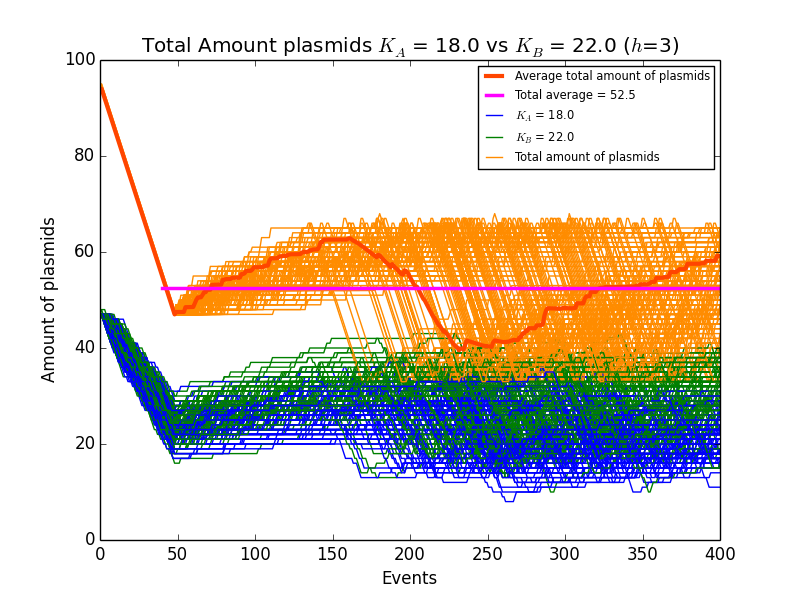 Total Amount plasmids K_A = 18.0 vs K_B = 22.0 (h=3)
Average total amount of plasmids
Total average = 52.5
K_A = 18.0
K_B = 22.0
Total amount of plasmids
100
80
60
40
20
0
Amount of plasmids
0 50 100 150 200 250 300 350 400
Events